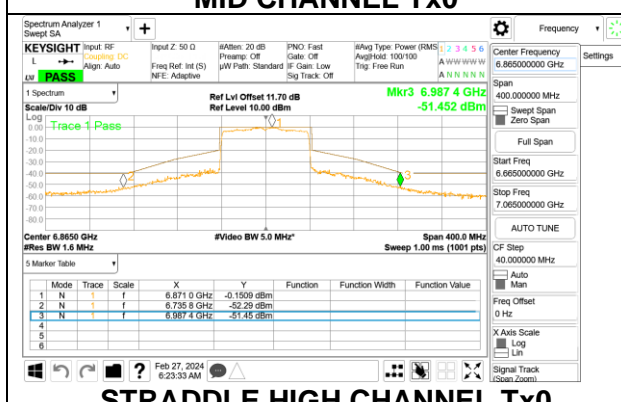 MID CHANNEL Tx0
Spectrum Analyzer 1
Swept SA
+
Frequency
KEYSIGHT
Input: RF
Coupling: DC
Align: Auto
Input Z: 50 Ω
Freq Ref: Int (S)
NFE: Adaptive
#Atten: 20 dB
Preamp: Off
µW Path: Standard
PNO: Fast
Gate: Off
IF Gain: Low
Sig Track: Off
#Avg Type: Power (RMS
Avg|Hold: 100/100
Trig: Free Run
1 2 3 4 5 6
A W W W W W
A N N N N N
L
LXI
PASS
Center Frequency
6.865000000 GHz
Settings
1 Spectrum
Scale/Div 10 dB
Ref Lvl Offset 11.70 dB
Ref Level 10.00 dBm
Mkr3 6.987 4 GHz
-51.452 dBm
Span
400.000000 MHz
Swept Span
Zero Span
Log
Trace 1 Pass
0.00
-10.0
-20.0
-30.0
-40.0
-50.0
-60.0
-70.0
-80.0
1
2
3
Full Span
Start Freq
6.665000000 GHz
Stop Freq
7.065000000 GHz
AUTO TUNE
Center 6.8650 GHz
#Res BW 1.6 MHz
#Video BW 5.0 MHz*
Span 400.0 MHz
Sweep 1.00 ms (1001 pts)
CF Step
40.000000 MHz
Auto
Man
5 Marker Table
Mode Trace Scale X Y Function Function Width Function Value
1 N 1 f 6.871 0 GHz -0.1509 dBm
2 N 1 f 6.735 8 GHz -52.29 dBm
3 N 1 f 6.987 4 GHz -51.45 dBm
4
5
6
Freq Offset
0 Hz
X Axis Scale
Log
Lin
Signal Track
(Span Zoom)
?
Feb 27, 2024
6:23:33 AM
STRADDLE HIGH CHANNEL Tx0